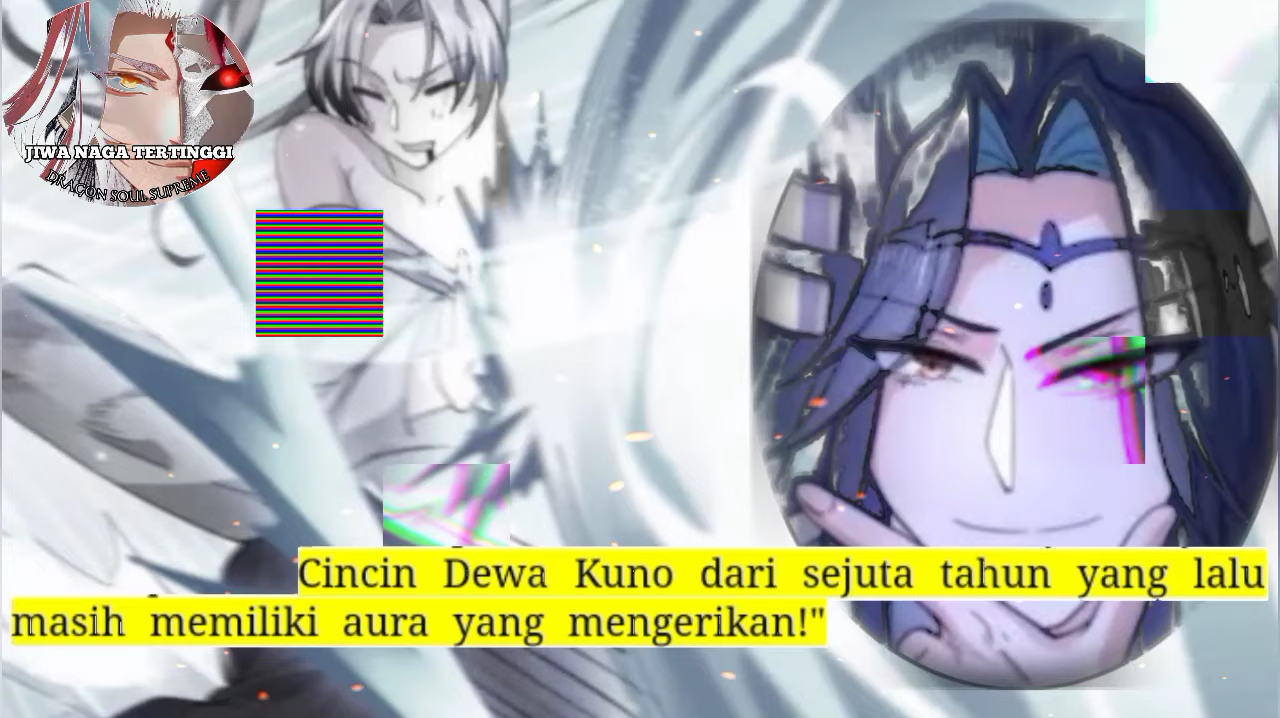 JIWA NAGA TERTINGGI
DRAGON SOUL SUPREME
Cincin Dewa Kuno dari sejuta tahun yang lalu
masih memiliki aura yang mengerikan!"